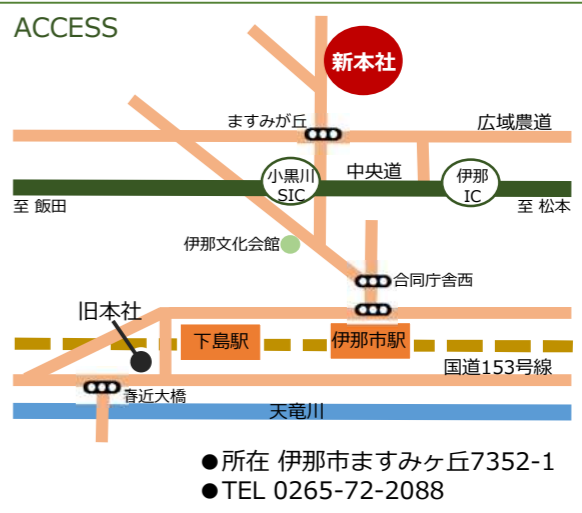 ACCESS
新本社
ますみが丘
広域農道
小黒川
SIC
中央道
伊那
IC
至 飯田
至 松本
伊那文化会館
合同庁舎西
旧本社
下島駅
伊那市駅
国道153号線
春近大橋
天竜川
●所在 伊那市ますみヶ丘7352-1
●TEL 0265-72-2088